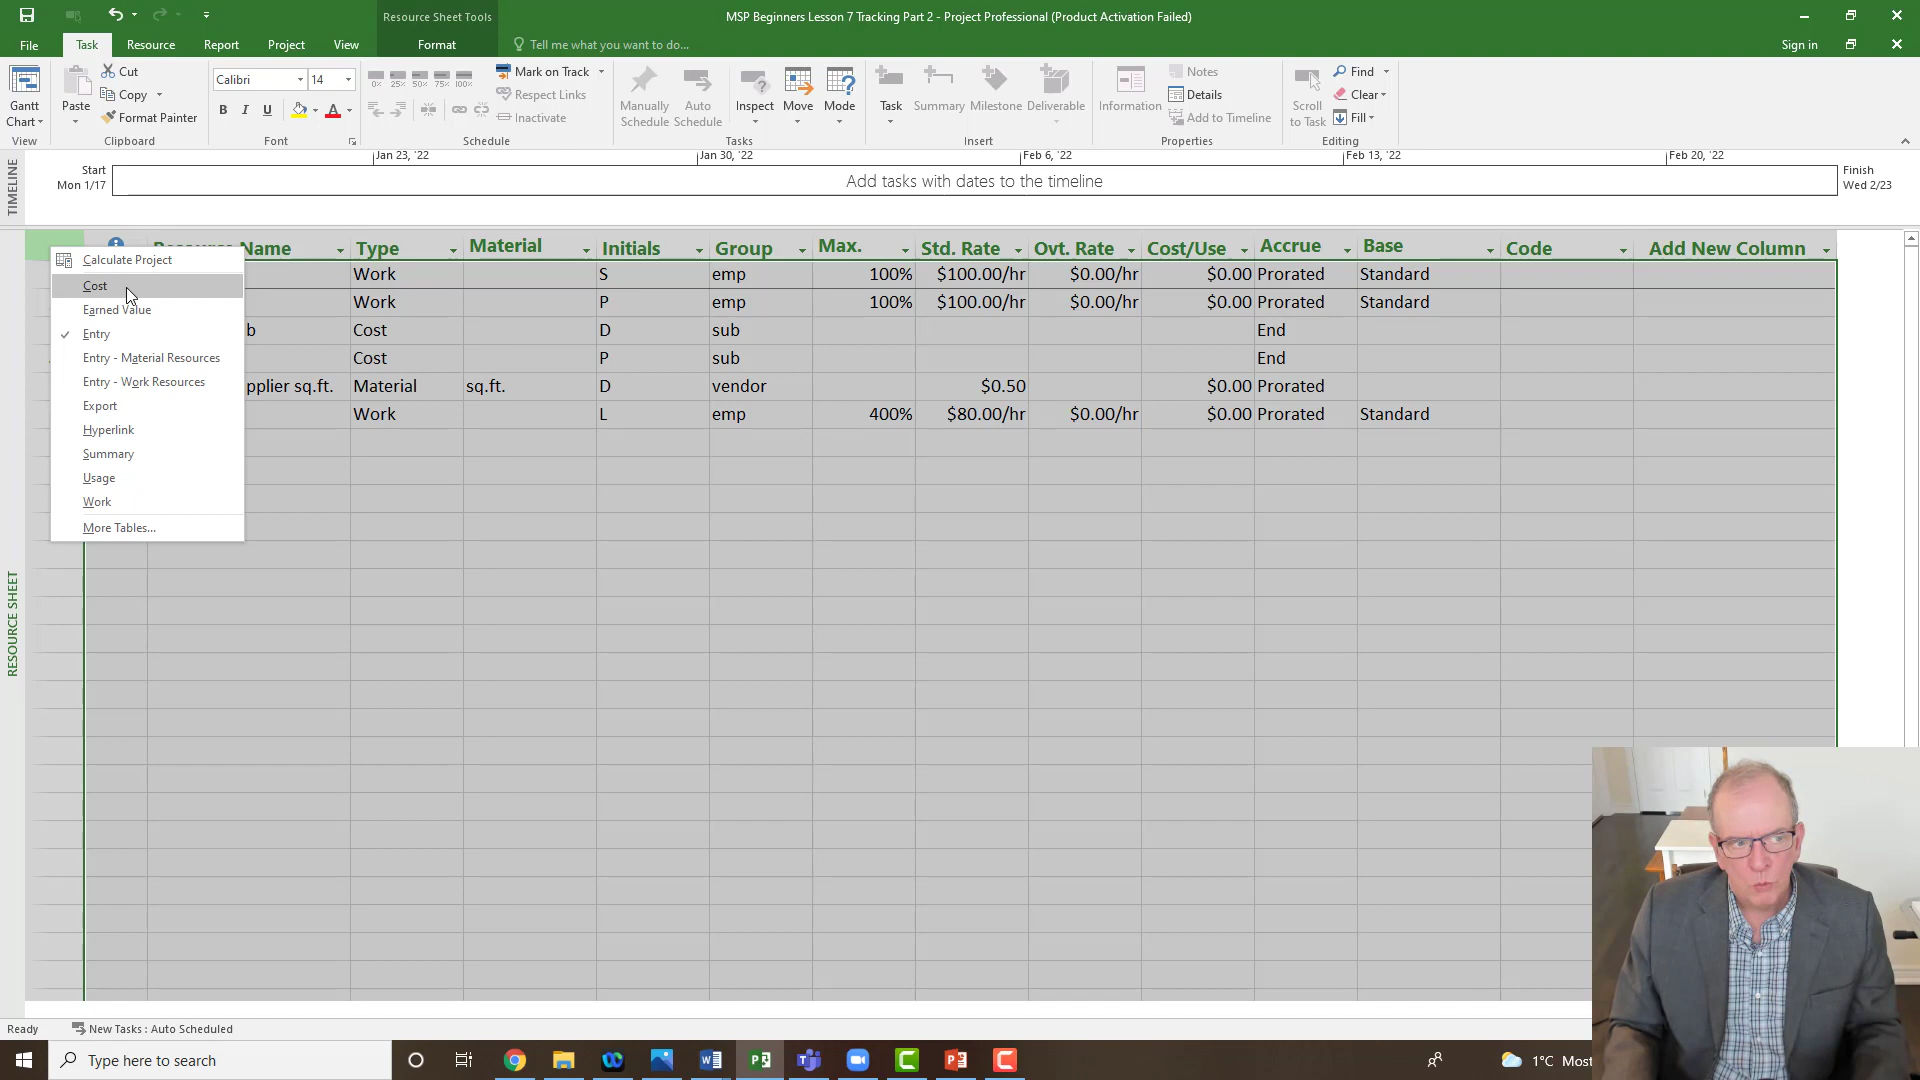 Resource Sheet Tools
MSP Beginners Lesson 7 Tracking Part 2 - Project Professional (Product Activation Failed)
File Task Resource Report Project View Format Tell me what you want to do... Sign in
Gantt Chart
View
Paste
Cut
Copy
Format Painter
Clipboard
Calibri 14
B I U A
Font
0% 25% 50% 75% 100%
Mark on Track
Respect Links
Inactivate
Schedule
Manually Schedule
Auto Schedule
Inspect
Move
Mode
Tasks
Task
Summary
Milestone
Deliverable
Insert
Information
Notes
Details
Add to Timeline
Properties
Scroll to Task
Find
Clear
Fill
Editing
TIMELINE
Start
Mon 1/17
Jan 23, '22 Jan 30, '22 Feb 6, '22 Feb 13, '22 Feb 20, '22
Add tasks with dates to the timeline
Finish
Wed 2/23
RESOURCE SHEET
Name Type Material Initials Group Max. Std. Rate Ovt. Rate Cost/Use Accrue Base Code Add New Column
Work S emp 100% $100.00/hr $0.00/hr $0.00 Prorated Standard
Work P emp 100% $100.00/hr $0.00/hr $0.00 Prorated Standard
b Cost D sub End
Cost P sub End
pplier sq.ft. Material sq.ft. D vendor $0.50 $0.00 Prorated
Work L emp 400% $80.00/hr $0.00/hr $0.00 Prorated Standard
Calculate Project
Cost
Earned Value
Entry
Entry - Material Resources
Entry - Work Resources
Export
Hyperlink
Summary
Usage
Work
More Tables...
Ready New Tasks : Auto Scheduled
Type here to search
1°C Most